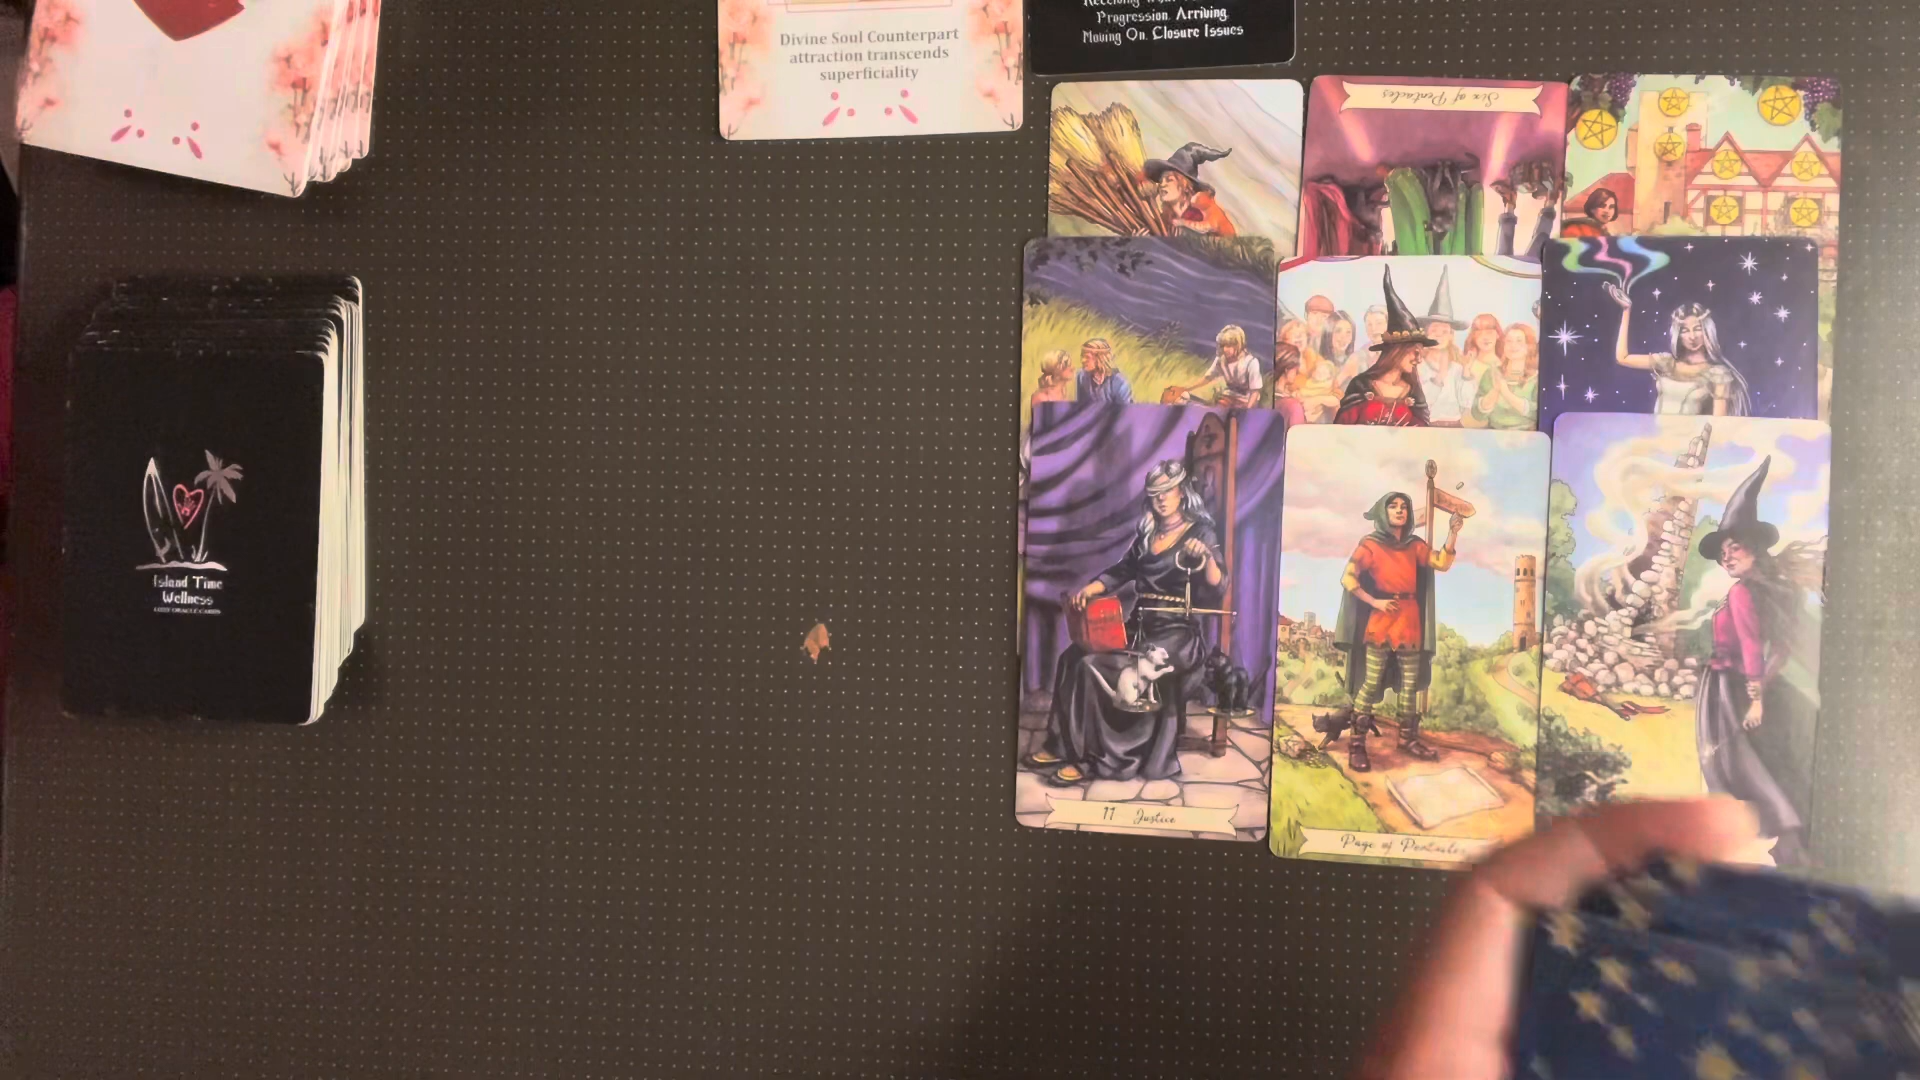 Divine Soul Counterpart
attraction transcends
superficiality
Progression. Arriving.
Moving On. Closure Issues
Six of Pentacles
Island Time
Wellness
11 Justice
Page of Pentacles